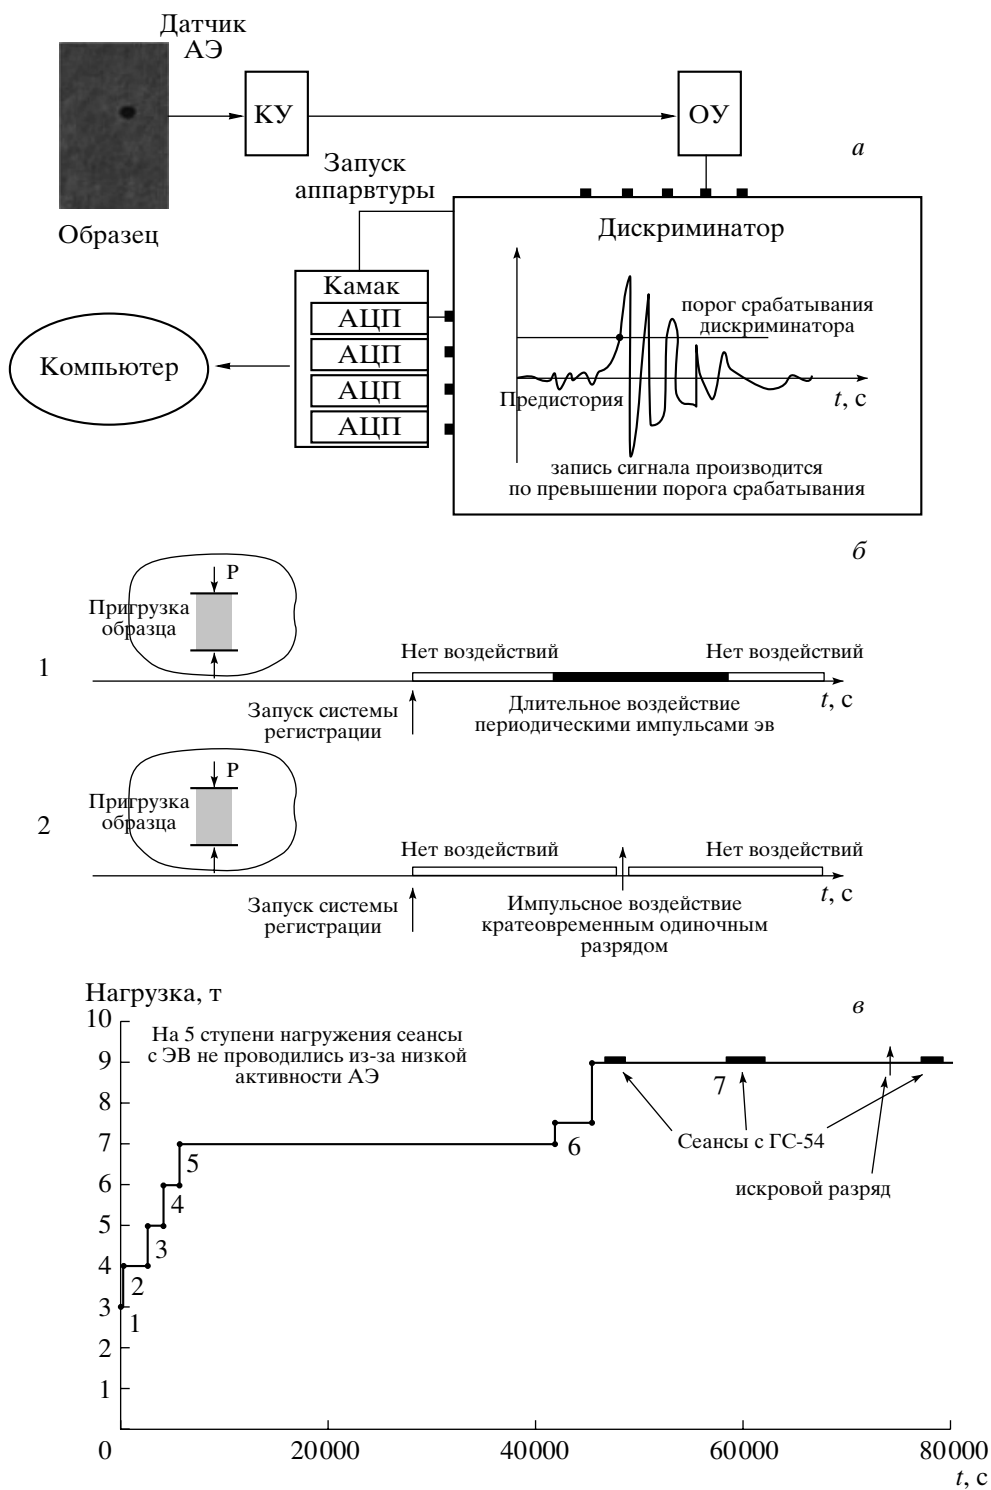 Датчик
АЭ
КУ
ОУ
а
Запуск
аппарвтуры
Образец
Дискриминатор
Камак
АЦП
АЦП
АЦП
АЦП
Компьютер
порог срабатывания
дискриминатора
Предистория
t, с
запись сигнала производится
по превышении порога срабатывания
б
1
P
Пригрузка
образца
Нет воздействий
Нет воздействий
t, с
Запуск системы
регистрации
Длительное воздействие
периодическими импульсами эв
2
P
Пригрузка
образца
Нет воздействий
Нет воздействий
t, с
Запуск системы
регистрации
Импульсное воздействие
кратеовременным одиночным
разрядом
Нагрузка, т
в
10
9
8
7
6
5
4
3
2
1
0
На 5 ступени нагружения сеансы
с ЭВ не проводились из-за низкой
активности АЭ
1
2
3
4
5
6
7
Сеансы с ГС-54
искровой разряд
0
20000
40000
60000
80000
t, с